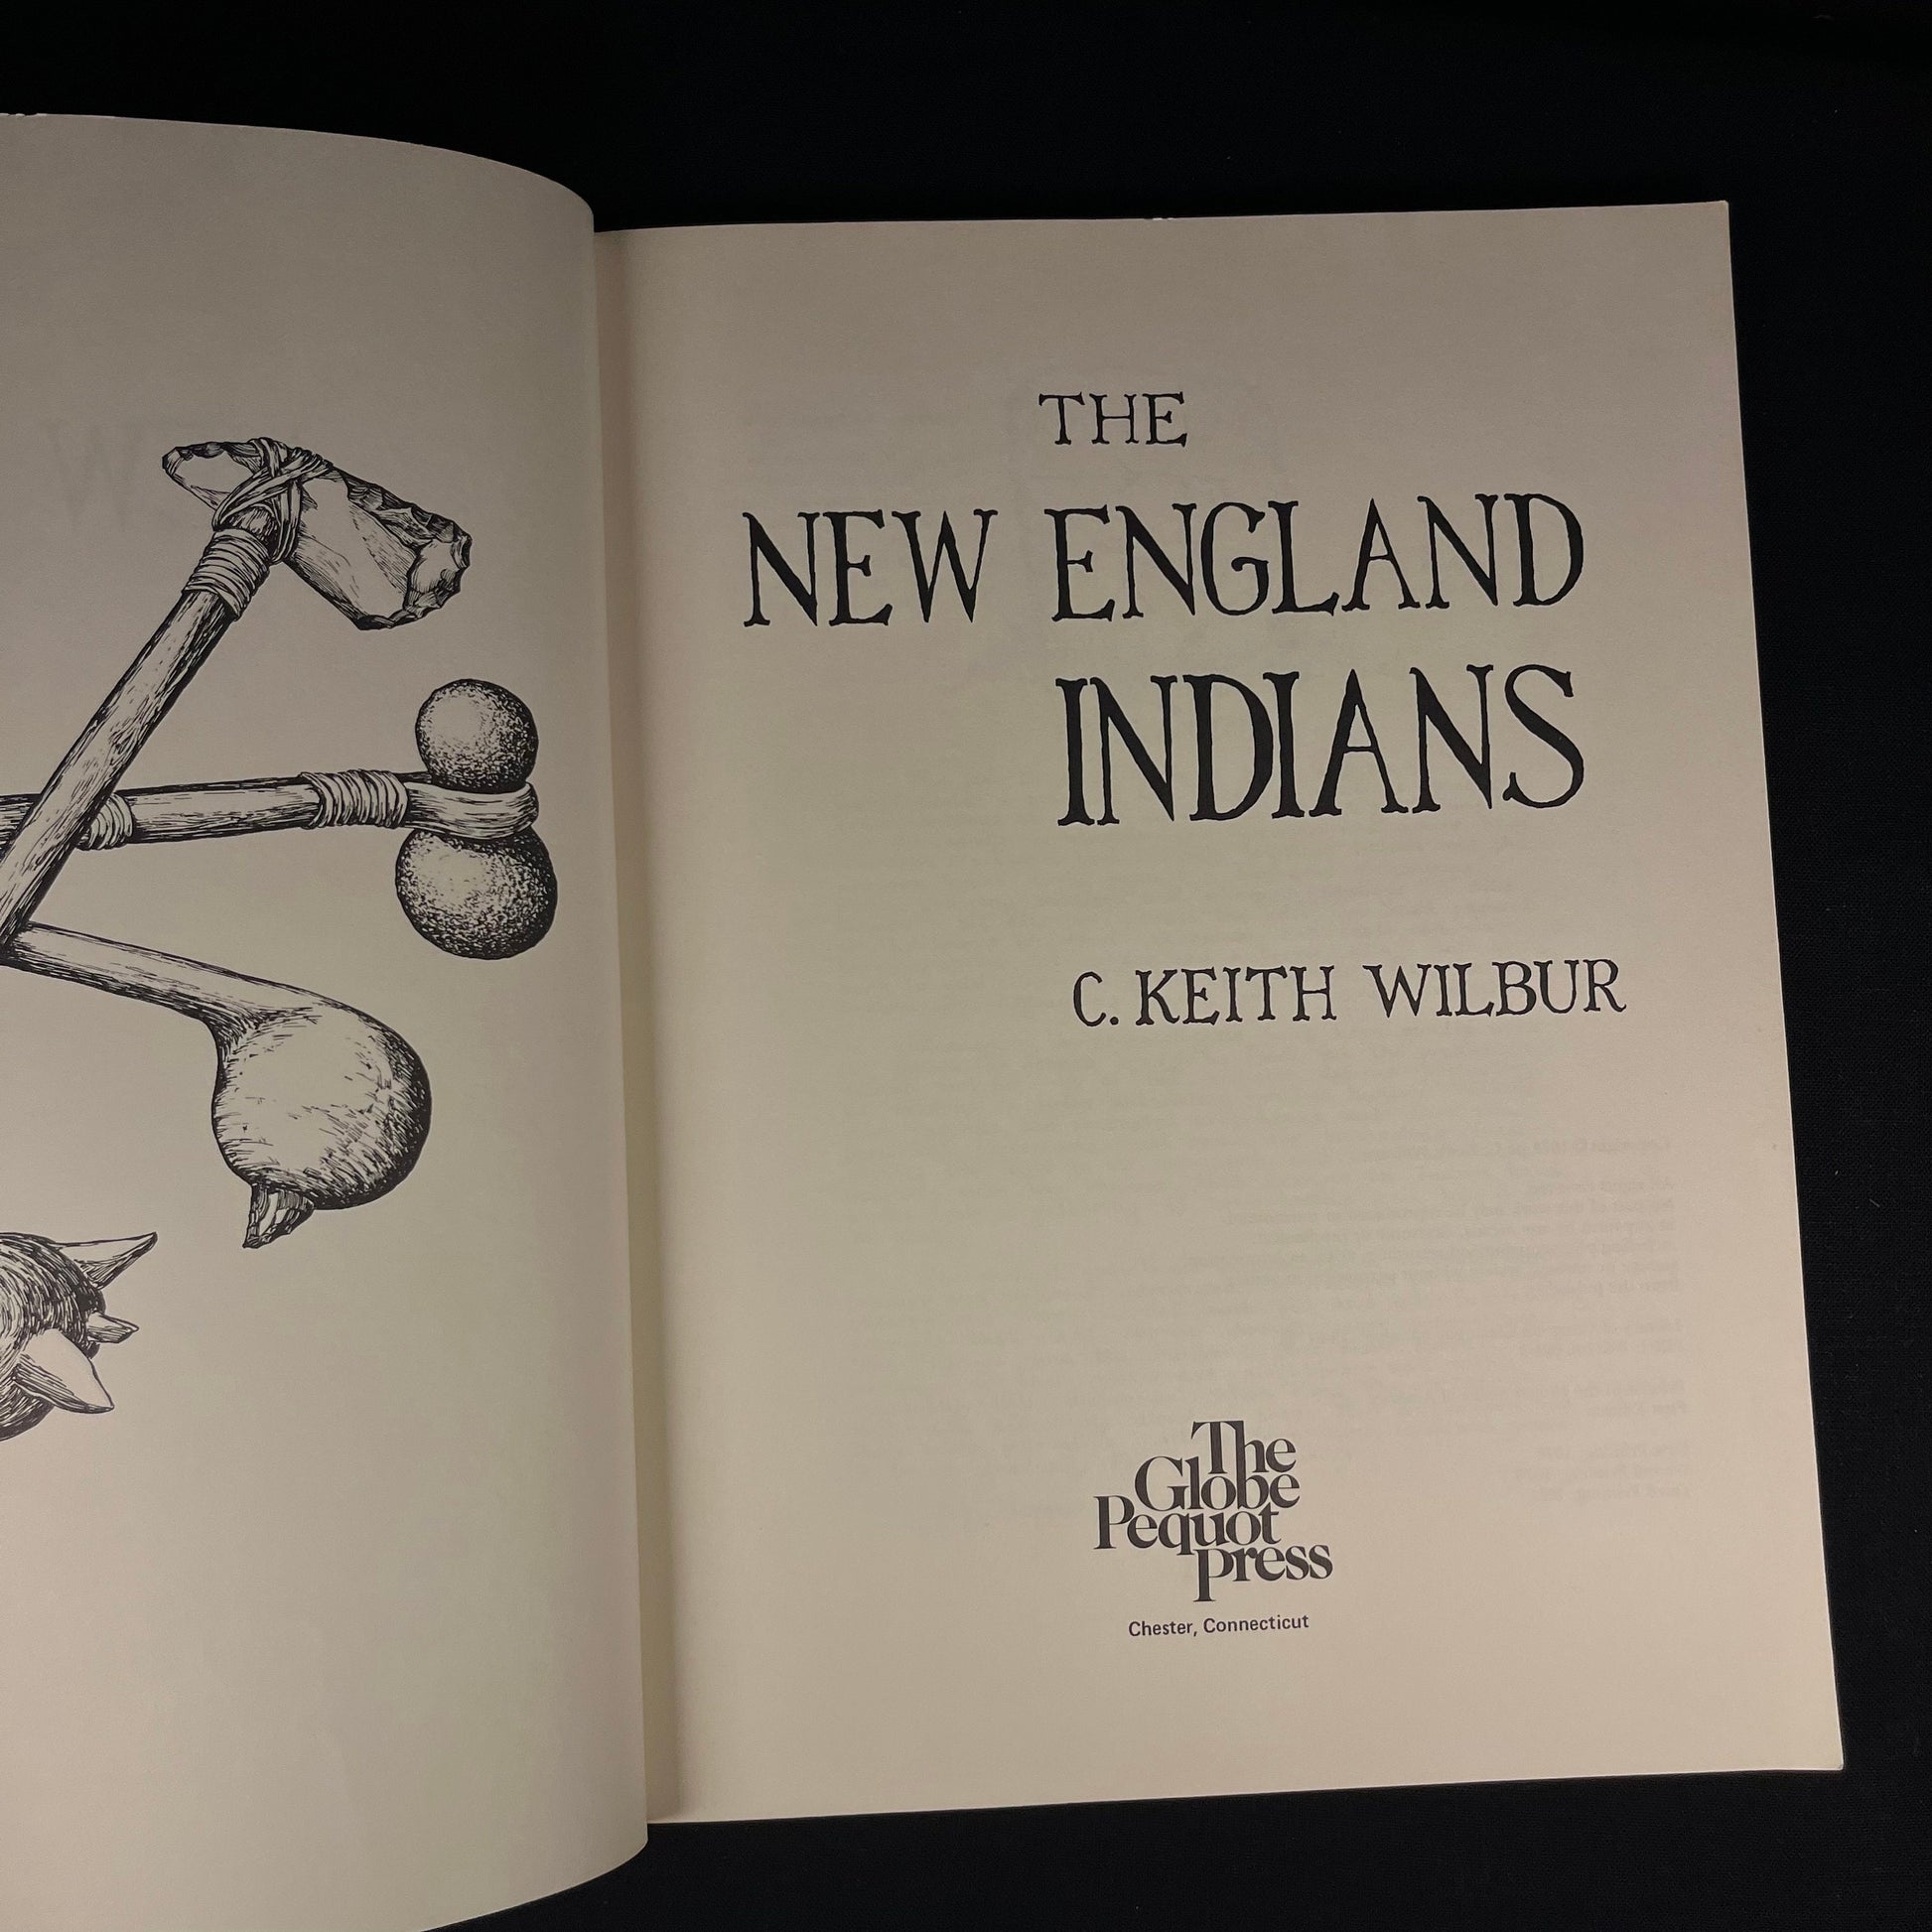 THE
NEW ENGLAND
INDIANS
C. KEITH WILBUR
The
Globe
Pequot
Press
Chester, Connecticut